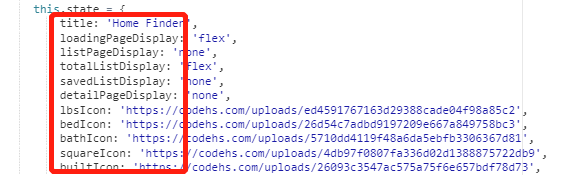 this.state = {
title: 'Home Finder',
loadingPageDisplay: 'flex',
listPageDisplay: 'none',
totalListDisplay: 'flex',
savedListDisplay: 'none',
detailPageDisplay: 'none',
lbsIcon: 'https://codehs.com/uploads/ed4591767163d29388cade04f98a85c2',
bedIcon: 'https://codehs.com/uploads/26d54c7adbd9197209e667a849758bc3',
bathIcon: 'https://codehs.com/uploads/5710dd4119f48a6da5ebfb3306367d81',
squareIcon: 'https://codehs.com/uploads/4db97f0807fa336d02d1388875722db9',
builtIcon: 'https://codehs.com/uploads/26093c3547ac575a75f6e657bdf78d73',